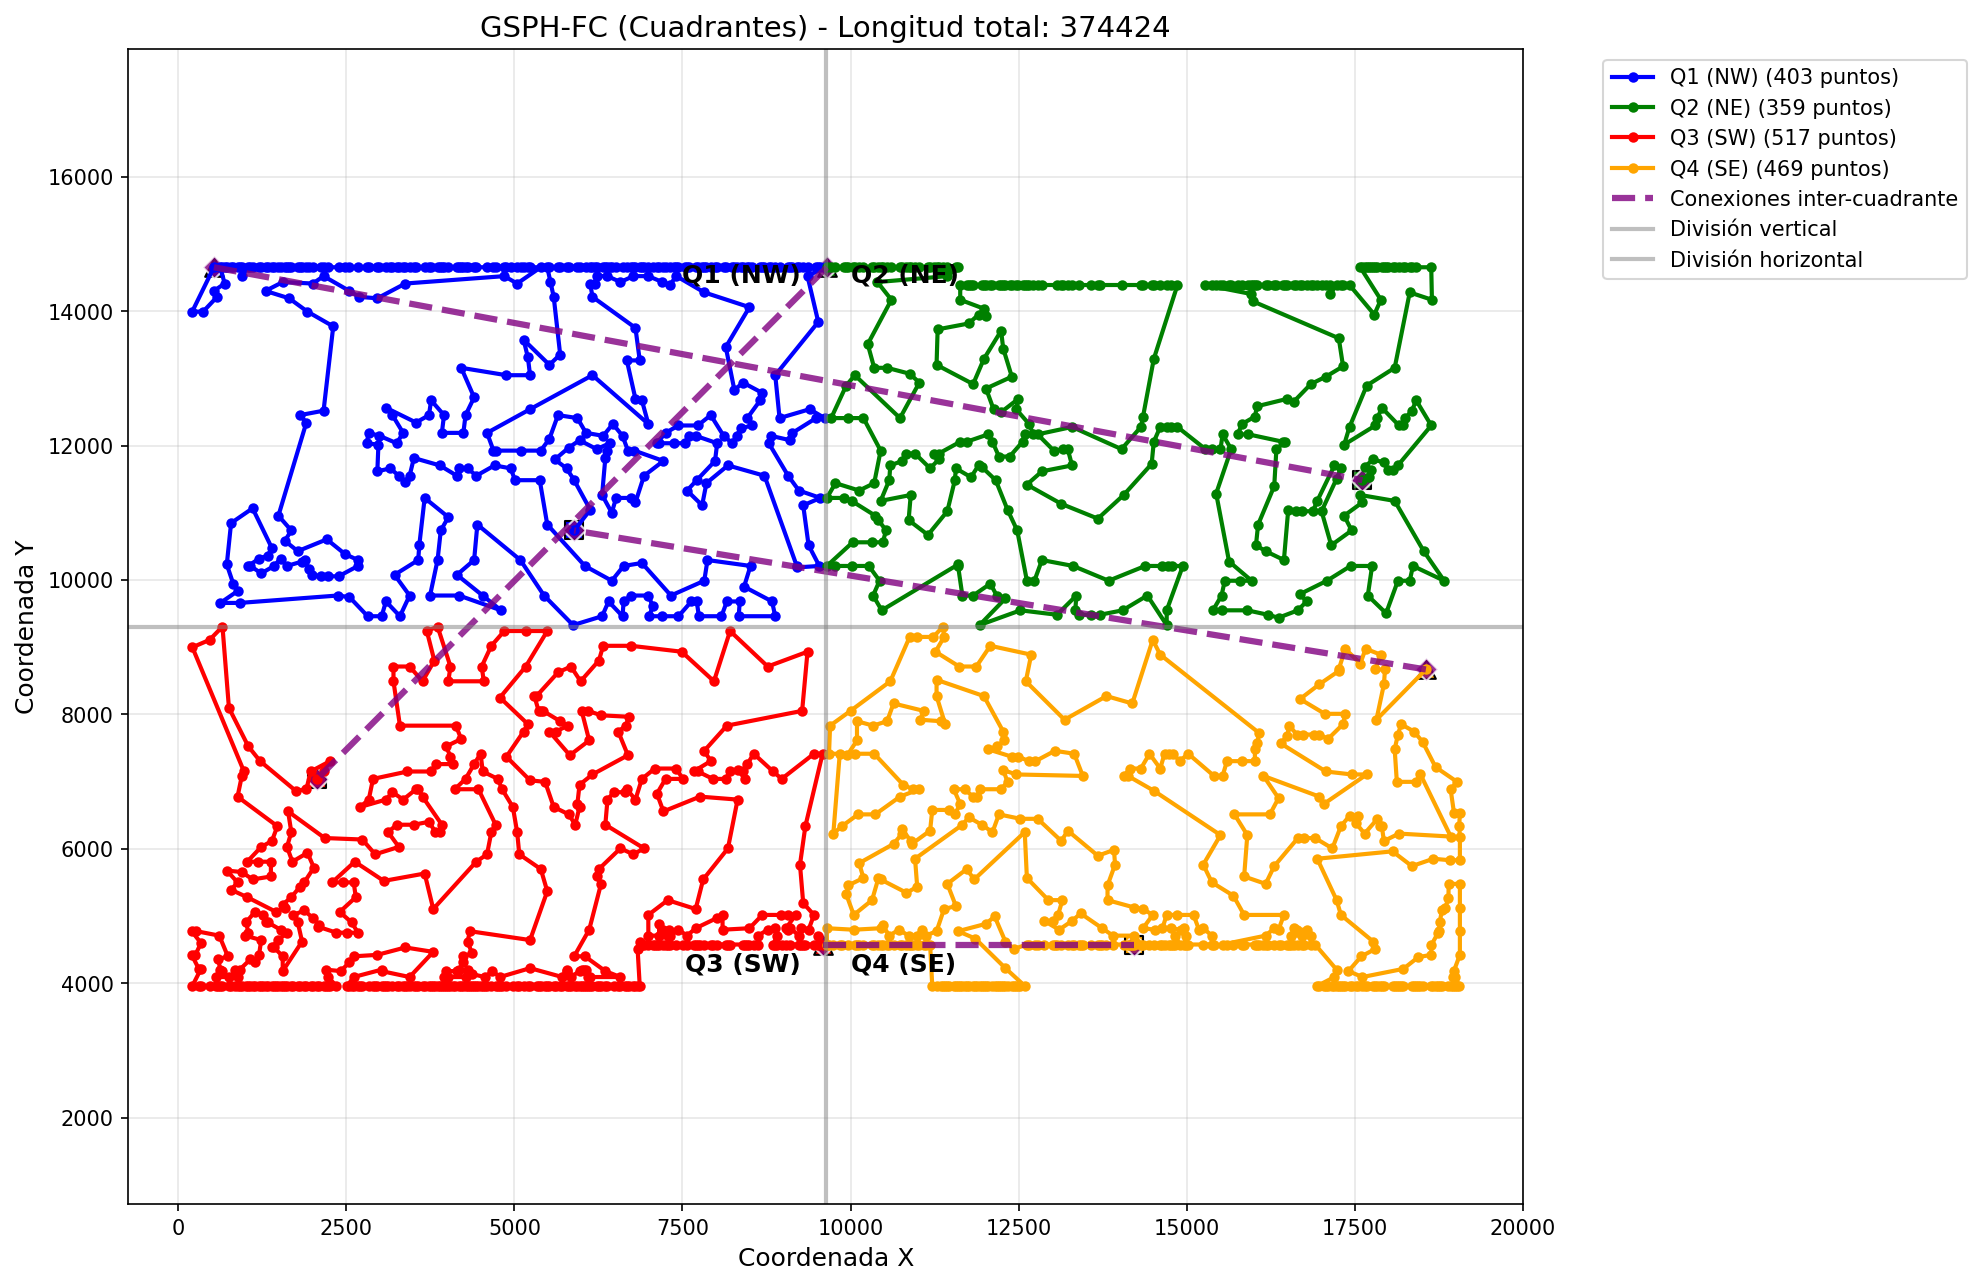 GSPH-FC (Cuadrantes) - Longitud total: 374424
Q1 (NW) (403 puntos)
Q2 (NE) (359 puntos)
Q3 (SW) (517 puntos)
Q4 (SE) (469 puntos)
Conexiones inter-cuadrante
División vertical
División horizontal
16000
14000
12000
10000
8000
6000
4000
2000
Coordenada Y
Q1 (NW)
Q2 (NE)
Q3 (SW)
Q4 (SE)
0
2500
5000
7500
10000
12500
15000
17500
20000
Coordenada X